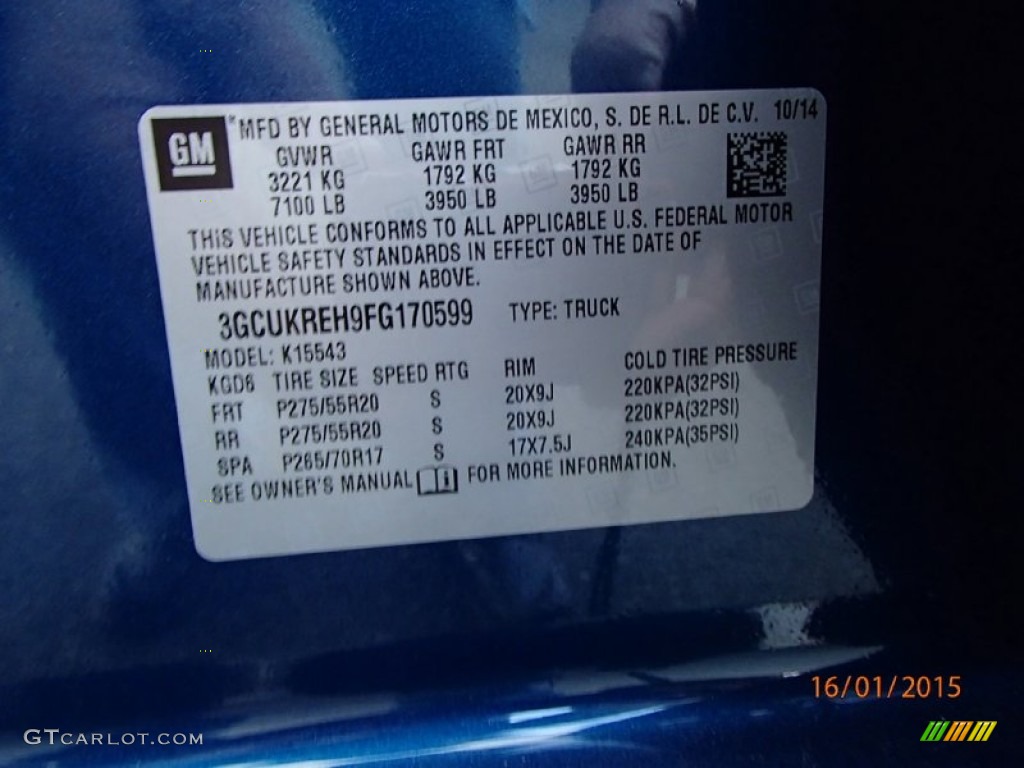 GM
*MFD BY GENERAL MOTORS DE MEXICO, S. DE R.L. DE C.V. 10/14
GVWR GAWR FRT GAWR RR
3221 KG 1792 KG 1792 KG
7100 LB 3950 LB 3950 LB
THIS VEHICLE CONFORMS TO ALL APPLICABLE U.S. FEDERAL MOTOR
VEHICLE SAFETY STANDARDS IN EFFECT ON THE DATE OF
MANUFACTURE SHOWN ABOVE.
3GCUKREH9FG170599 TYPE: TRUCK
MODEL: K15543
KGD6 TIRE SIZE SPEED RTG RIM COLD TIRE PRESSURE
FRT P275/55R20 S 20X9J 220KPA(32PSI)
RR P275/55R20 S 20X9J 220KPA(32PSI)
SPA P265/70R17 S 17X7.5J 240KPA(35PSI)
SEE OWNER'S MANUAL FOR MORE INFORMATION.
16/01/2015
GTCARLOT.COM